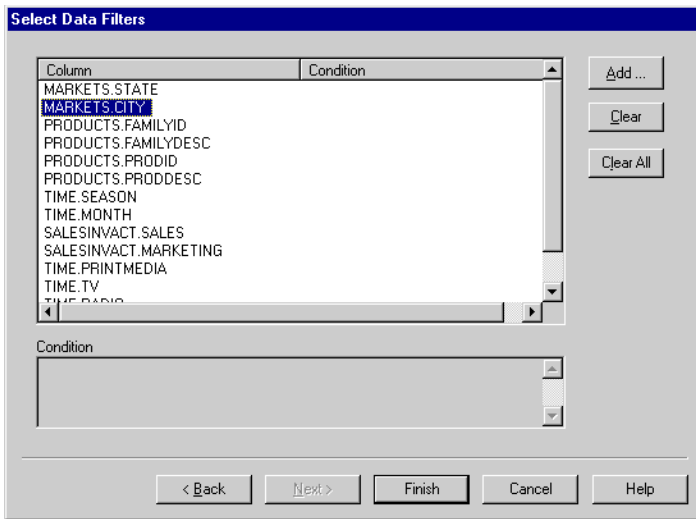 Select Data Filters
Column Condition
MARKETS.STATE
MARKETS.CITY
PRODUCTS.FAMILYID
PRODUCTS.FAMILYDESC
PRODUCTS.PRODID
PRODUCTS.PRODDESC
TIME.SEASON
TIME.MONTH
SALESINVACT.SALES
SALESINVACT.MARKETING
TIME.PRINTMEDIA
TIME.TV
TIME.RADIO
Add ...
Clear
Clear All
Condition
< Back Next > Finish Cancel Help